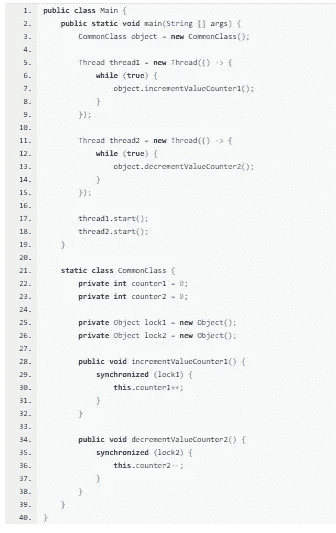 1. public class Main {
2.     public static void main(String [] args) {
3.         CommonClass object = new CommonClass();
4.
5.         Thread thread1 = new Thread(() -> {
6.             while (true) {
7.                 object.incrementValueCounter1();
8.             }
9.         });
10.
11.         Thread thread2 = new Thread(() -> {
12.             while (true) {
13.                 object.decrementValueCounter2();
14.             }
15.         });
16.
17.         thread1.start();
18.         thread2.start();
19.     }
20.
21.     static class CommonClass {
22.         private int counter1 = 0;
23.         private int counter2 = 0;
24.
25.         private Object lock1 = new Object();
26.         private Object lock2 = new Object();
27.
28.         public void incrementValueCounter1() {
29.             synchronized (lock1) {
30.                 this.counter1++;
31.             }
32.         }
33.
34.         public void decrementValueCounter2() {
35.             synchronized (lock2) {
36.                 this.counter2--;
37.             }
38.         }
39.     }
40. }